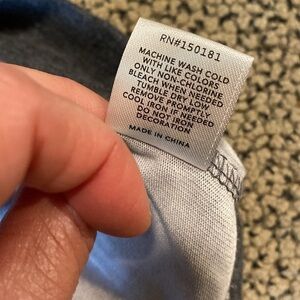 RN#150181
MACHINE WASH COLD
WITH LIKE COLORS
ONLY NON-CHLORINE
BLEACH WHEN NEEDED
TUMBLE DRY LOW
REMOVE PROMPTLY
COOL IRON IF NEEDED
DO NOT IRON
DECORATION
MADE IN CHINA